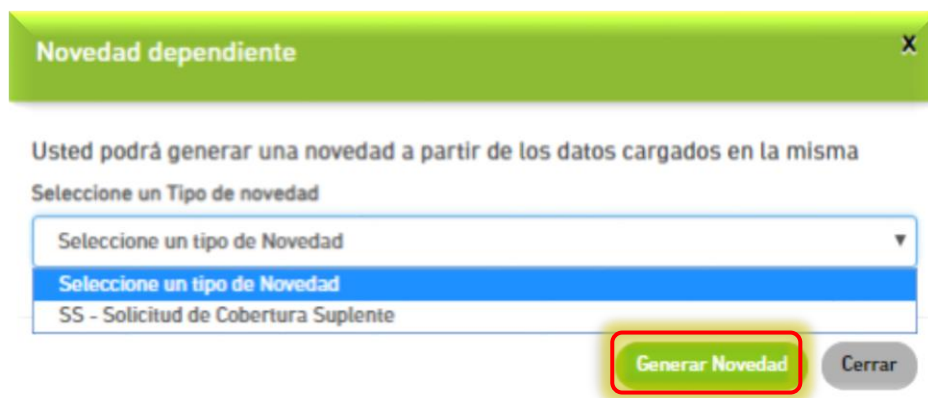 Novedad dependiente x
Usted podrá generar una novedad a partir de los datos cargados en la misma
Seleccione un Tipo de novedad
Seleccione un tipo de Novedad
Seleccione un tipo de Novedad
SS - Solicitud de Cobertura Suplente
Generar Novedad Cerrar